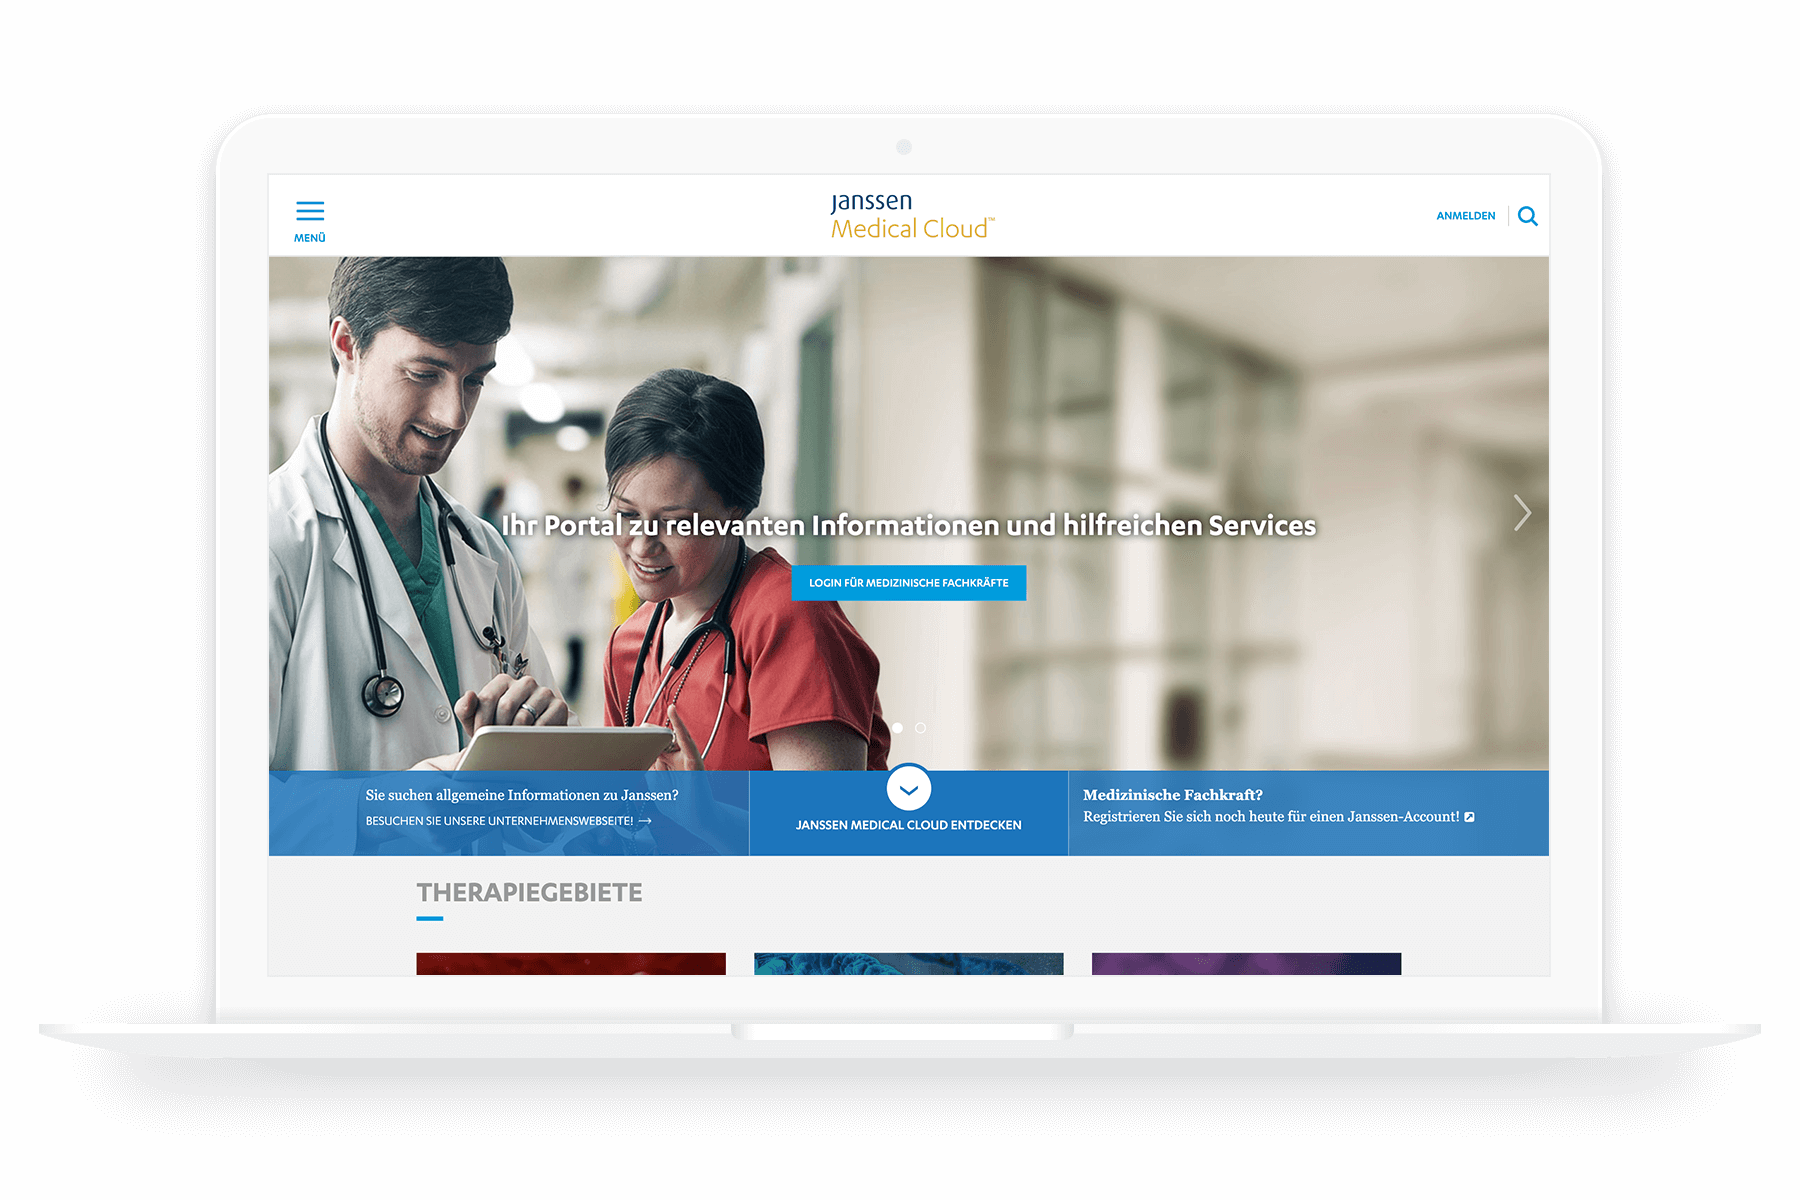 MENÜ
janssen
Medical Cloud™
ANMELDEN
Ihr Portal zu relevanten Informationen und hilfreichen Services
LOGIN FÜR MEDIZINISCHE FACHKRÄFTE
Sie suchen allgemeine Informationen zu Janssen?
BESUCHEN SIE UNSERE UNTERNEHMENSWEBSEITE! →
JANSSEN MEDICAL CLOUD ENTDECKEN
Medizinische Fachkraft?
Registrieren Sie sich noch heute für einen Janssen-Account!
THERAPIEGEBIETE